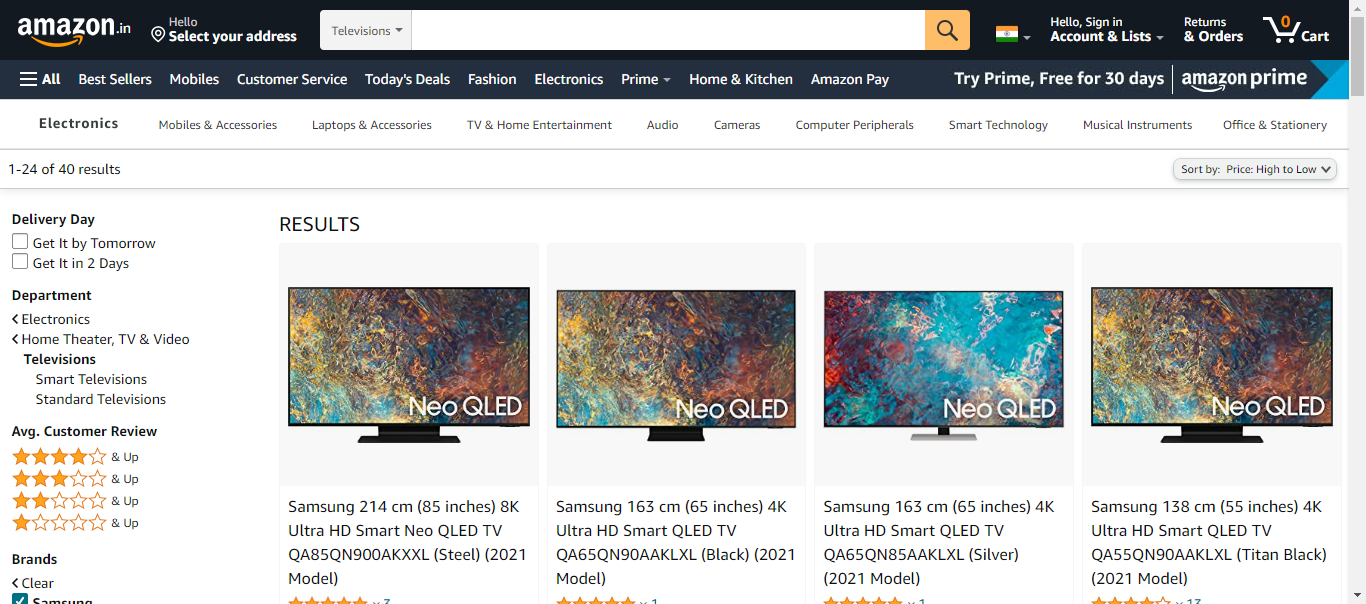 amazon.in
Hello
Select your address
Televisions
Hello, Sign in
Account & Lists
Returns
& Orders
0
Cart
All
Best Sellers
Mobiles
Customer Service
Today's Deals
Fashion
Electronics
Prime
Home & Kitchen
Amazon Pay
Try Prime, Free for 30 days
amazon prime
Electronics
Mobiles & Accessories
Laptops & Accessories
TV & Home Entertainment
Audio
Cameras
Computer Peripherals
Smart Technology
Musical Instruments
Office & Stationery
1-24 of 40 results
Sort by: Price: High to Low
Delivery Day
Get It by Tomorrow
Get It in 2 Days
Department
Electronics
Home Theater, TV & Video
Televisions
Smart Televisions
Standard Televisions
Avg. Customer Review
& Up
& Up
& Up
& Up
Brands
Clear
Samsung
RESULTS
Neo QLED
Samsung 214 cm (85 inches) 8K
Ultra HD Smart Neo QLED TV
QA85QN900AKXXL (Steel) (2021
Model)
3
Neo QLED
Samsung 163 cm (65 inches) 4K
Ultra HD Smart QLED TV
QA65QN90AAKLXL (Black) (2021
Model)
1
Neo QLED
Samsung 163 cm (65 inches) 4K
Ultra HD Smart QLED TV
QA65QN85AAKLXL (Silver)
(2021 Model)
1
Neo QLED
Samsung 138 cm (55 inches) 4K
Ultra HD Smart QLED TV
QA55QN90AAKLXL (Titan Black)
(2021 Model)
13